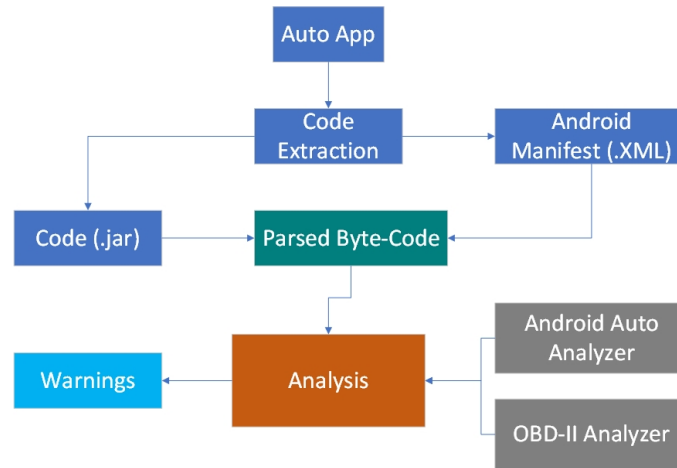 Auto App
Code
Extraction
Android
Manifest (.XML)
Code (.jar)
Parsed Byte-Code
Android Auto
Analyzer
Warnings
Analysis
OBD-II Analyzer